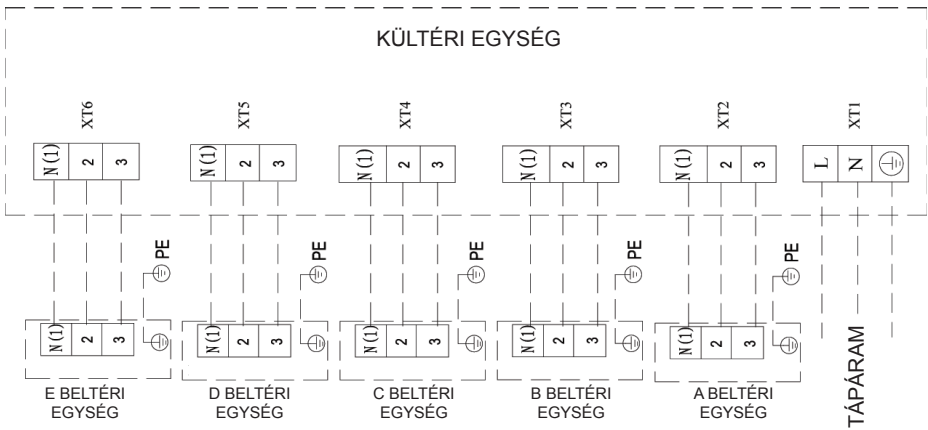 KÜLTÉRI EGYSÉG
XT6
XT5
XT4
XT3
XT2
XT1
N(1) 2 3
N(1) 2 3
N(1) 2 3
N(1) 2 3
N(1) 2 3
L N
PE
PE
PE
PE
PE
N(1) 2 3
N(1) 2 3
N(1) 2 3
N(1) 2 3
N(1) 2 3
E BELTÉRI
EGYSÉG
D BELTÉRI
EGYSÉG
C BELTÉRI
EGYSÉG
B BELTÉRI
EGYSÉG
A BELTÉRI
EGYSÉG
TÁPÁRAM